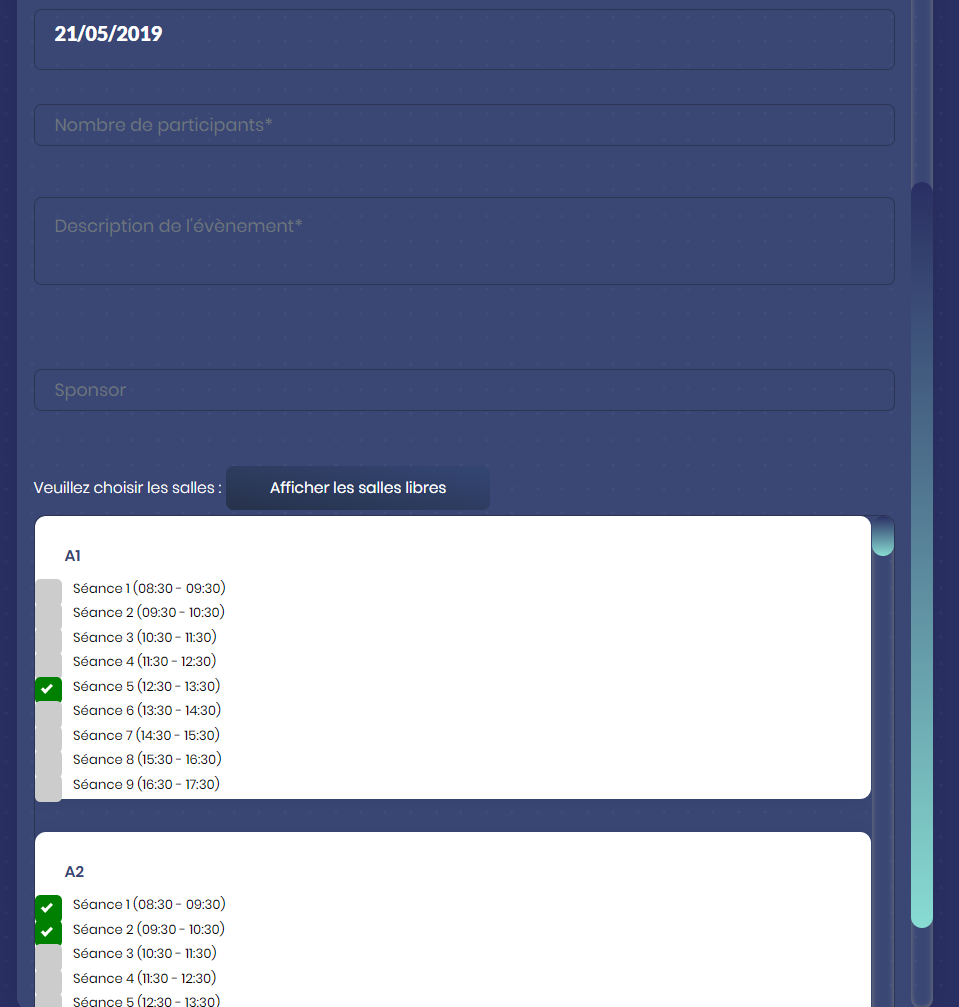 21/05/2019
Nombre de participants*
Description de l'évènement*
Sponsor
Veuillez choisir les salles : Afficher les salles libres
A1
Séance 1 (08:30 - 09:30)
Séance 2 (09:30 - 10:30)
Séance 3 (10:30 - 11:30)
Séance 4 (11:30 - 12:30)
Séance 5 (12:30 - 13:30)
Séance 6 (13:30 - 14:30)
Séance 7 (14:30 - 15:30)
Séance 8 (15:30 - 16:30)
Séance 9 (16:30 - 17:30)
A2
Séance 1 (08:30 - 09:30)
Séance 2 (09:30 - 10:30)
Séance 3 (10:30 - 11:30)
Séance 4 (11:30 - 12:30)
Séance 5 (12:30 - 13:30)